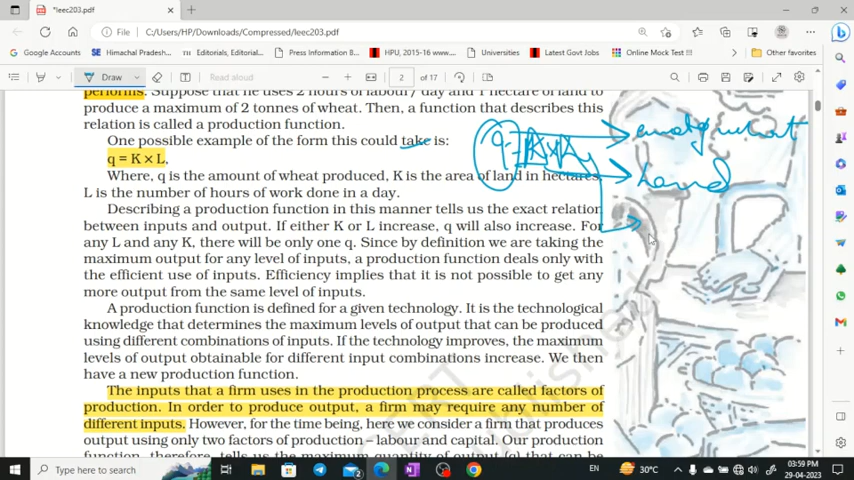 *leec203.pdf
C:/Users/HP/Downloads/Compressed/leec203.pdf
Google Accounts
Himachal Pradesh...
Editorials, Editorial...
Press Information B...
HPU, 2015-16 www....
Universities
Latest Govt Jobs
Online Mock Test !!!
Other favorites
Draw
Read aloud
2
of 17
performs. Suppose that he uses 2 hours of labour/ day and 1 hectare of land to
produce a maximum of 2 tonnes of wheat. Then, a function that describes this
relation is called a production function.
One possible example of the form this could take is:
q = K × L,
Where, q is the amount of wheat produced, K is the area of land in hectares,
L is the number of hours of work done in a day.
Describing a production function in this manner tells us the exact relation
between inputs and output. If either K or L increase, q will also increase. For
any L and any K, there will be only one q. Since by definition we are taking the
maximum output for any level of inputs, a production function deals only with
the efficient use of inputs. Efficiency implies that it is not possible to get any
more output from the same level of inputs.
A production function is defined for a given technology. It is the technological
knowledge that determines the maximum levels of output that can be produced
using different combinations of inputs. If the technology improves, the maximum
levels of output obtainable for different input combinations increase. We then
have a new production function.
The inputs that a firm uses in the production process are called factors of
production. In order to produce output, a firm may require any number of
different inputs. However, for the time being, here we consider a firm that produces
output using only two factors of production – labour and capital. Our production
function, therefore, tells us the maximum quantity of output (q) that can be
q
Land
Type here to search
30°C
EN
03:59 PM
29-04-2023